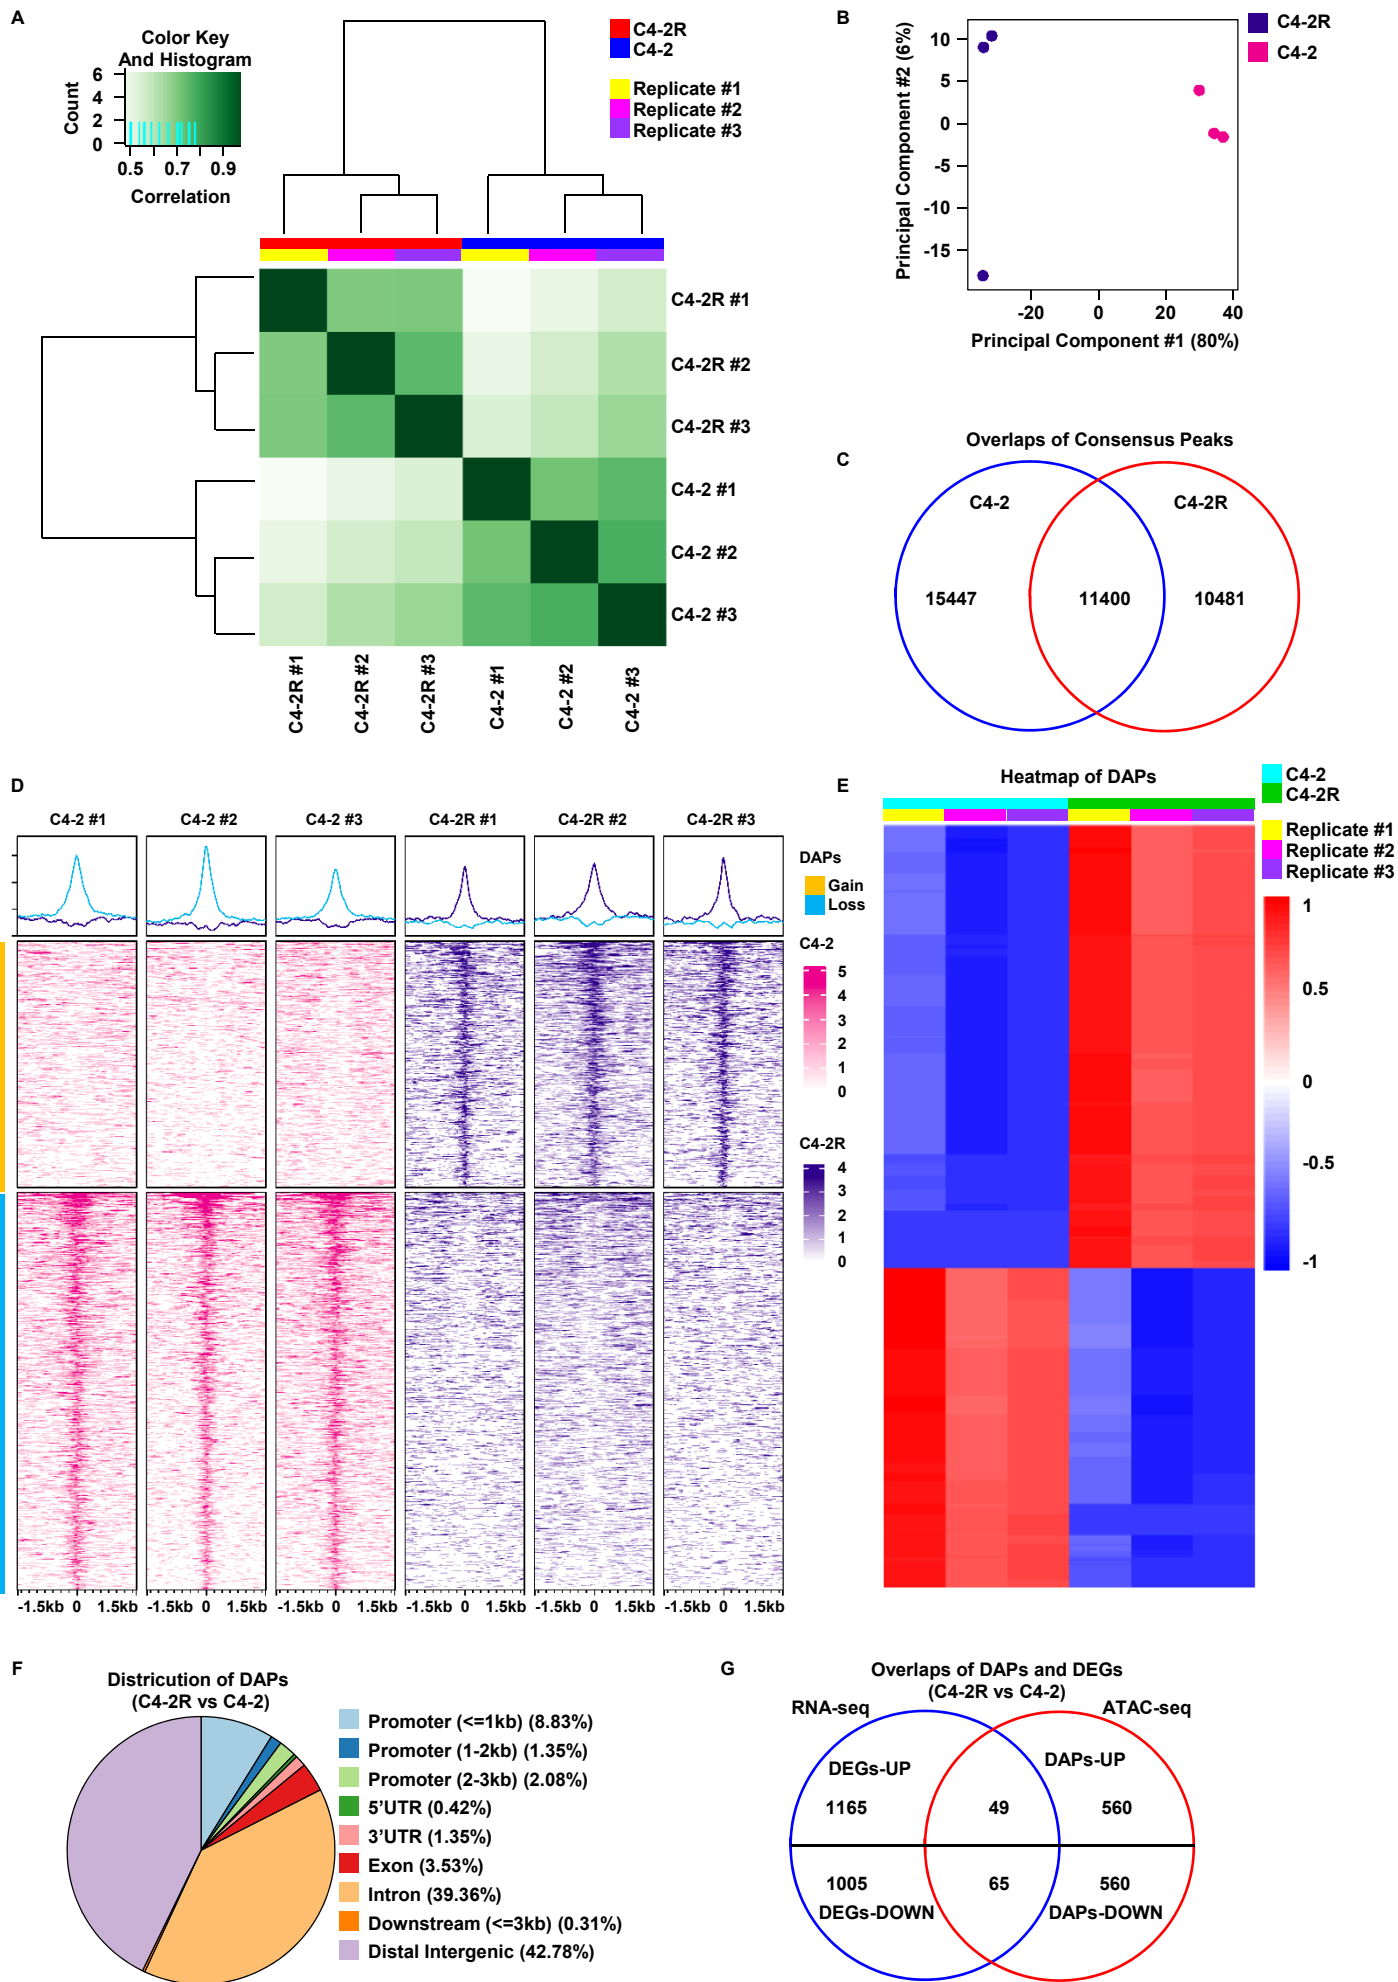 A
Color Key
And Histogram
Count
6
4
2
0
0.5 0.7 0.9
Correlation
C4-2R
C4-2
Replicate #1
Replicate #2
Replicate #3
C4-2R #1
C4-2R #2
C4-2R #3
C4-2 #1
C4-2 #2
C4-2 #3
C4-2R #1
C4-2R #2
C4-2R #3
C4-2 #1
C4-2 #2
C4-2 #3
B
Principal Component #2 (6%)
10
5
0
-5
-10
-15
-20 0 20 40
Principal Component #1 (80%)
C4-2R
C4-2
C
Overlaps of Consensus Peaks
C4-2
C4-2R
15447
11400
10481
D
C4-2 #1
C4-2 #2
C4-2 #3
C4-2R #1
C4-2R #2
C4-2R #3
DAPs
Gain
Loss
C4-2
5
4
3
2
1
0
C4-2R
4
3
2
1
0
-1.5kb 0 1.5kb
-1.5kb 0 1.5kb
-1.5kb 0 1.5kb
-1.5kb 0 1.5kb
-1.5kb 0 1.5kb
-1.5kb 0 1.5kb
E
Heatmap of DAPs
C4-2
C4-2R
Replicate #1
Replicate #2
Replicate #3
1
0.5
0
-0.5
-1
F
Districution of DAPs
(C4-2R vs C4-2)
Promoter (<=1kb) (8.83%)
Promoter (1-2kb) (1.35%)
Promoter (2-3kb) (2.08%)
5’UTR (0.42%)
3’UTR (1.35%)
Exon (3.53%)
Intron (39.36%)
Downstream (<=3kb) (0.31%)
Distal Intergenic (42.78%)
G
Overlaps of DAPs and DEGs
(C4-2R vs C4-2)
RNA-seq
ATAC-seq
DEGs-UP
DAPs-UP
1165
49
560
1005
65
560
DEGs-DOWN
DAPs-DOWN